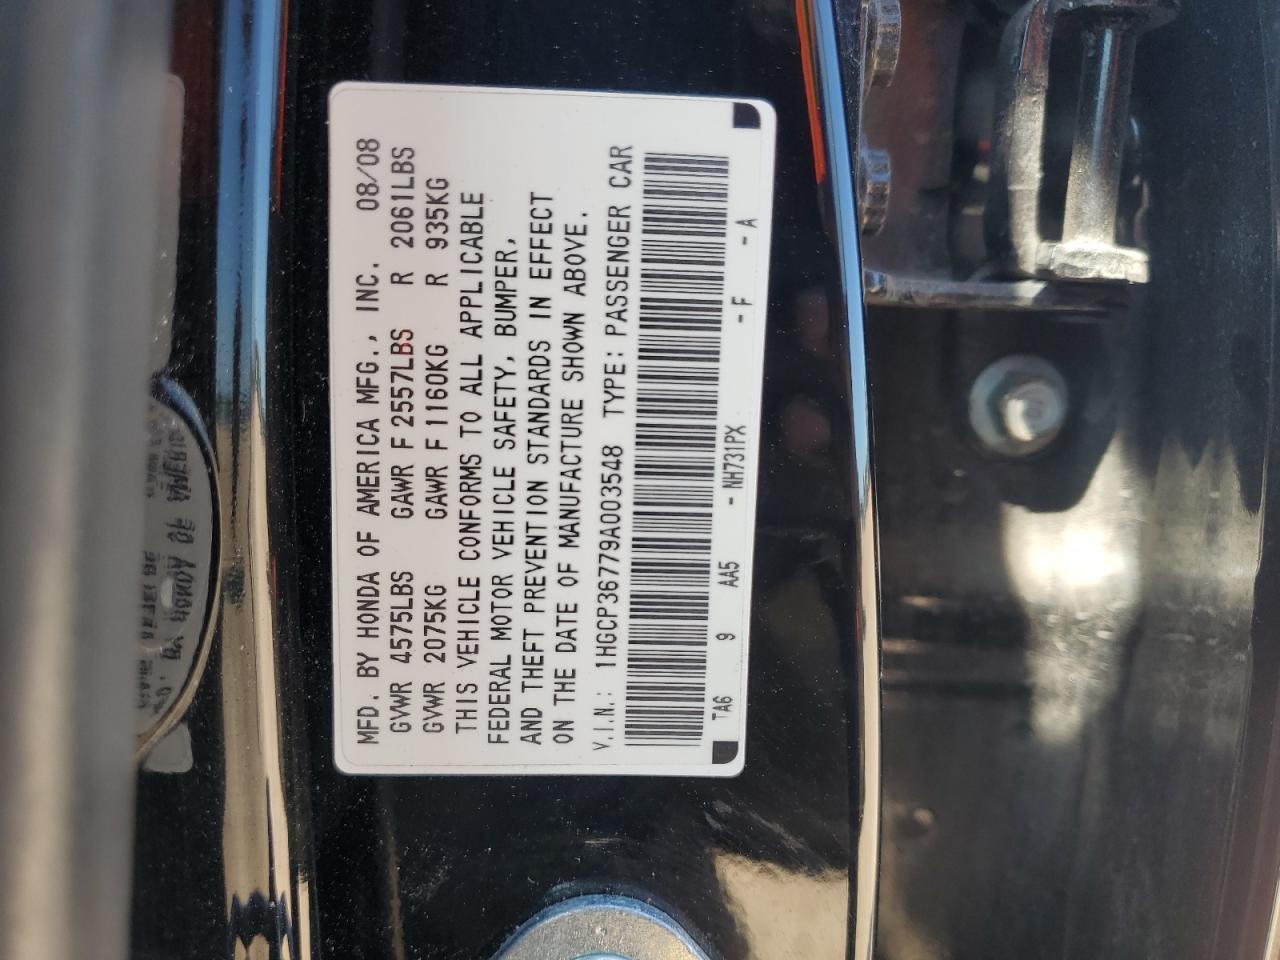 MFD. BY HONDA OF AMERICA MFG., INC. 08/08
GVWR 4575LBS GAWR F 2557LBS R 2061LBS
GVWR 2075KG GAWR F 1160KG R 935KG
THIS VEHICLE CONFORMS TO ALL APPLICABLE
FEDERAL MOTOR VEHICLE SAFETY, BUMPER,
AND THEFT PREVENTION STANDARDS IN EFFECT
ON THE DATE OF MANUFACTURE SHOWN ABOVE.
V.I.N.: 1HGCP36779A003548 TYPE: PASSENGER CAR
TA6 9 AA5 - NH731PX - F - A